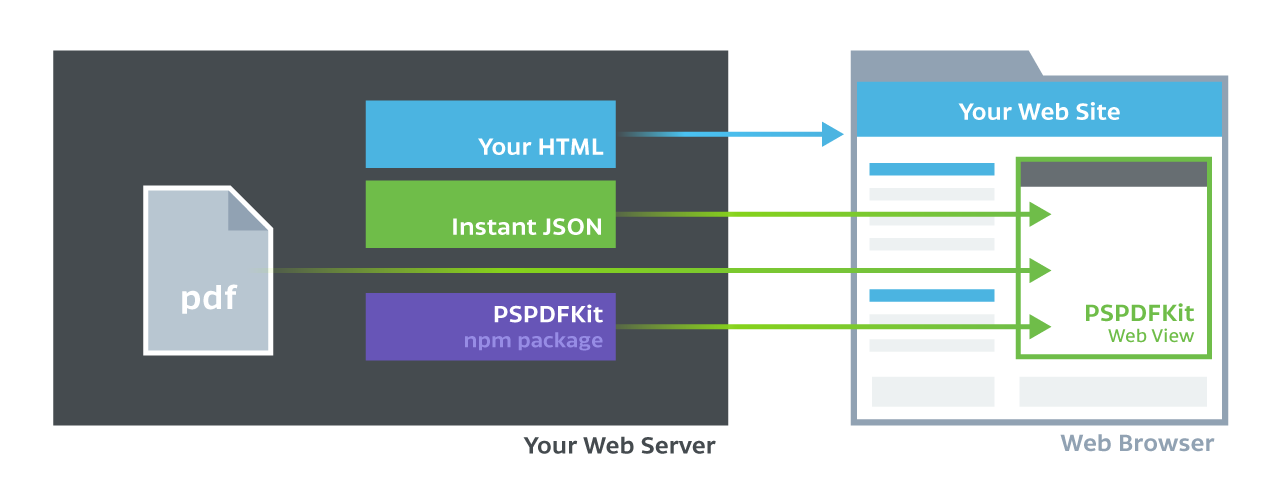 Your HTML
Instant JSON
pdf
PSPDFKit
npm package
Your Web Server
Your Web Site
PSPDFKit
Web View
Web Browser